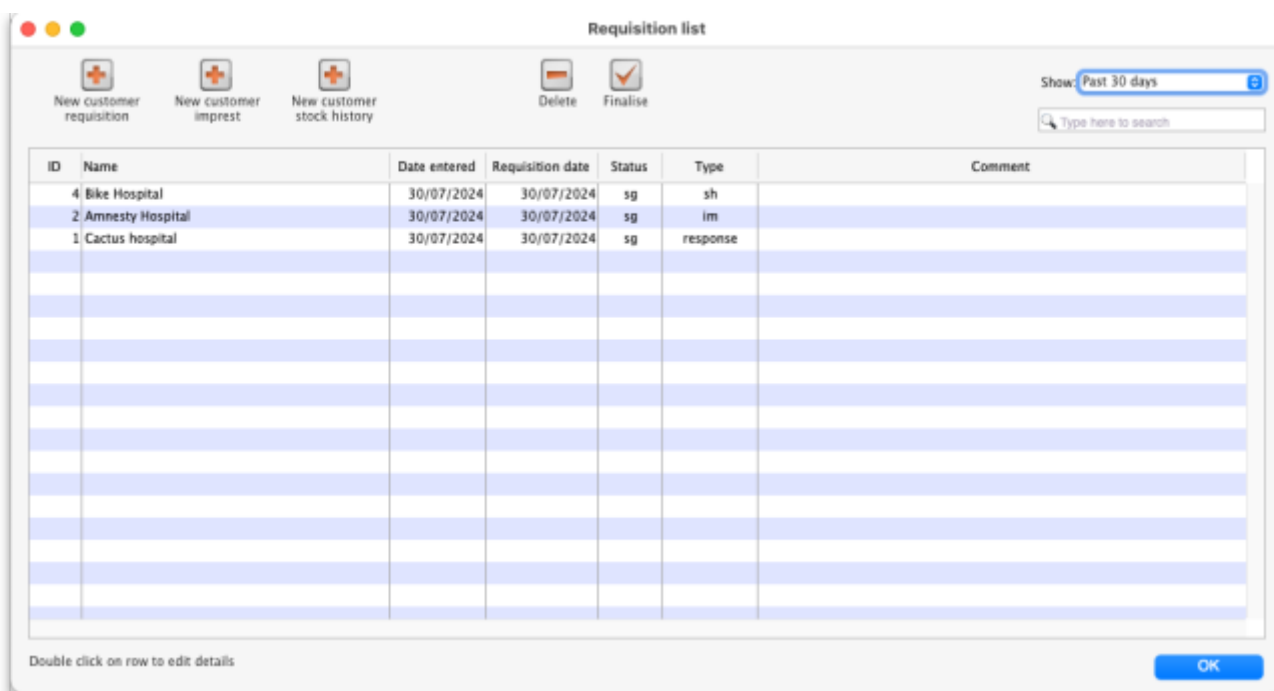 Requisition list
New customer requisition
New customer imprest
New customer stock history
Delete
Finalise
Show: Past 30 days
Type here to search
ID Name Date entered Requisition date Status Type Comment
4 Bike Hospital 30/07/2024 30/07/2024 sg sh
2 Amnesty Hospital 30/07/2024 30/07/2024 sg im
1 Cactus hospital 30/07/2024 30/07/2024 sg response
Double click on row to edit details
OK